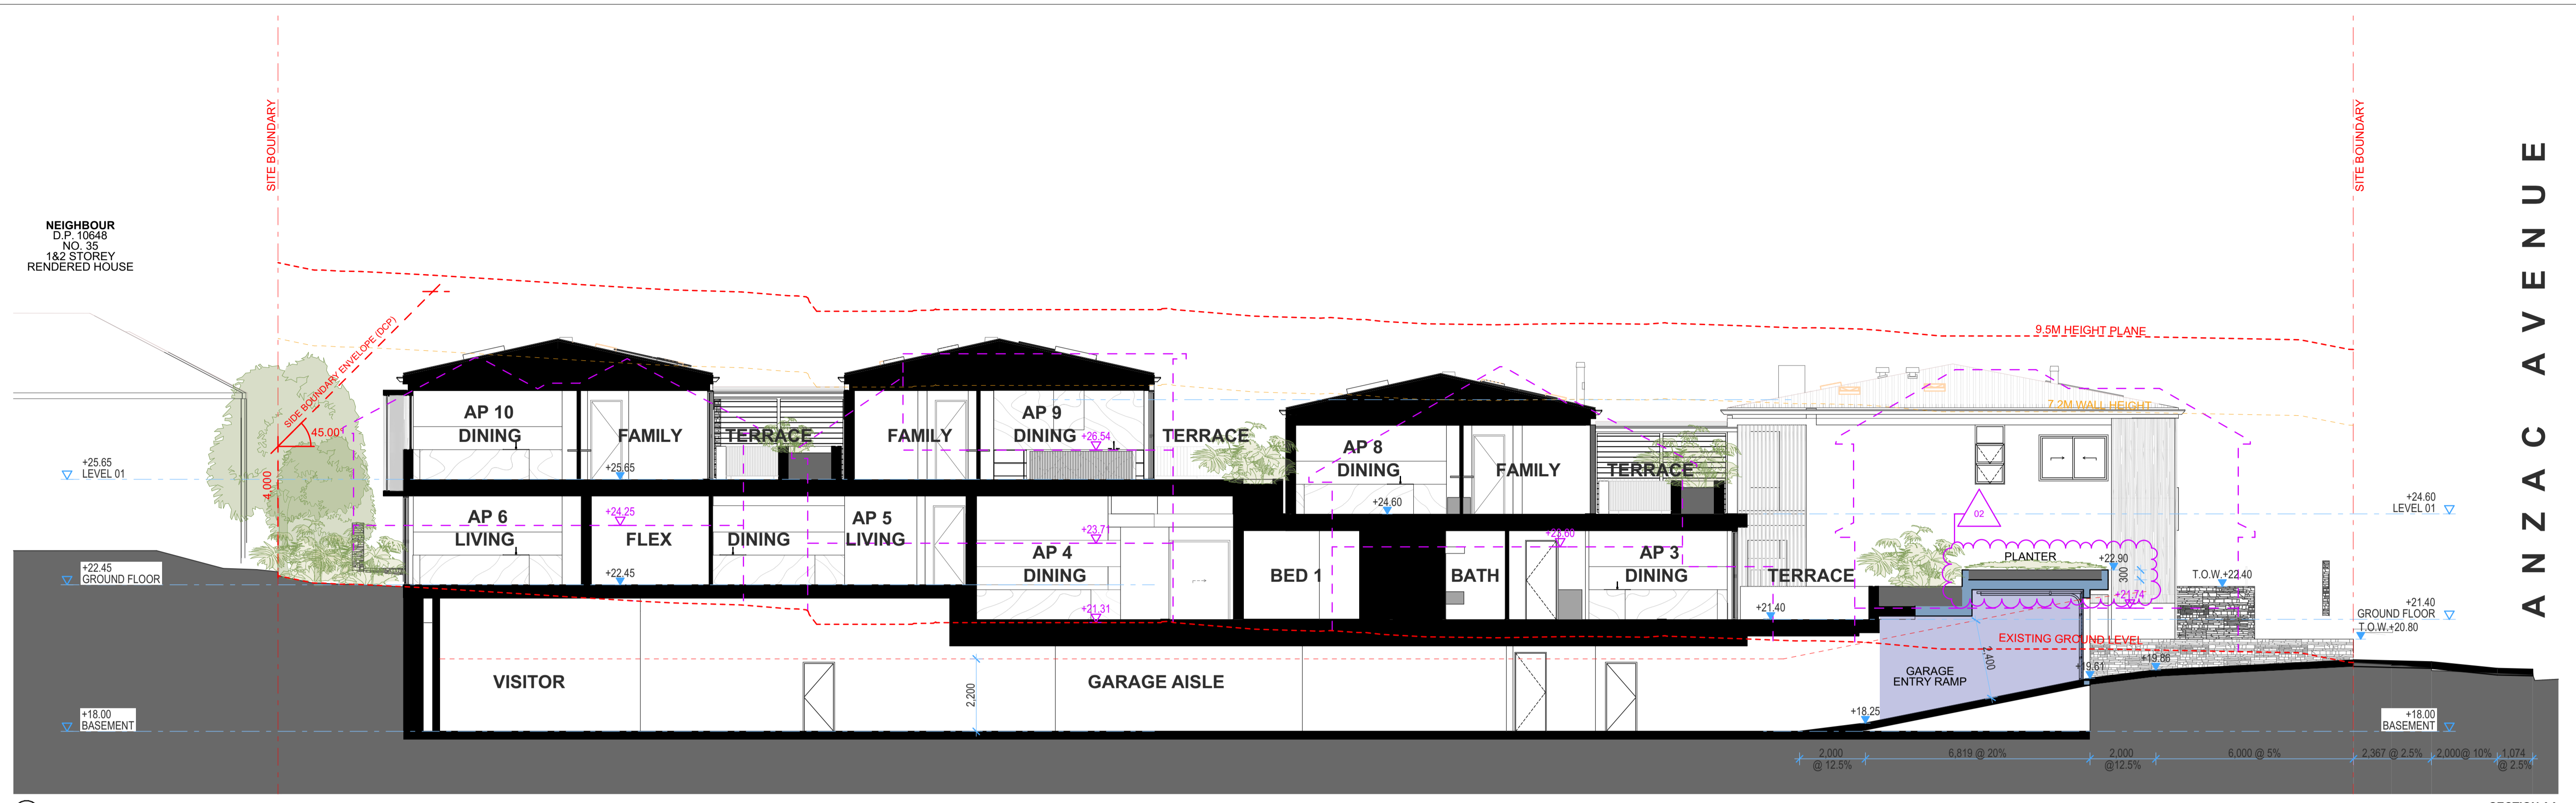 SITE BOUNDARY
SITE BOUNDARY
ANZAC AVENUE
NEIGHBOUR
D.P. 10648
NO. 35
1&2 STOREY
RENDERED HOUSE
SIDE BOUNDARY ENVELOPE (DCP)
45.00°
4,000
9.5M HEIGHT PLANE
7.2M WALL HEIGHT
AP 10
DINING
FAMILY
TERRACE
FAMILY
AP 9
DINING
+26.54
TERRACE
AP 8
DINING
FAMILY
TERRACE
+25.65
LEVEL 01
+25.65
+24.60
+24.60
LEVEL 01
02
AP 6
LIVING
+24.25
FLEX
DINING
AP 5
LIVING
+23.71
AP 4
DINING
BED 1
BATH
+23.60
AP 3
DINING
TERRACE
PLANTER
+22.90
300
+21.74
T.O.W.+22.40
+22.45
GROUND FLOOR
+22.45
+21.31
+21.40
+21.40
GROUND FLOOR
T.O.W.+20.80
EXISTING GROUND LEVEL
2,400
+19.61
+19.86
VISITOR
2,200
GARAGE AISLE
GARAGE
ENTRY RAMP
+18.25
+18.00
BASEMENT
+18.00
BASEMENT
2,000
@ 12.5%
6,819 @ 20%
2,000
@12.5%
6,000 @ 5%
2,367 @ 2.5%
2,000@ 10%
1,074
@ 2.5%